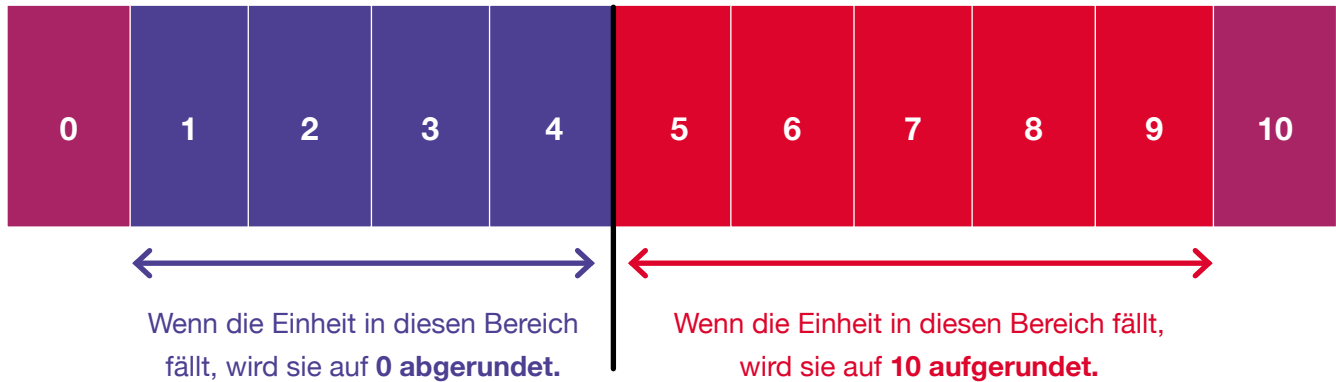 0 1 2 3 4 5 6 7 8 9 10
Wenn die Einheit in diesen Bereich
fällt, wird sie auf 0 abgerundet.
Wenn die Einheit in diesen Bereich fällt,
wird sie auf 10 aufgerundet.